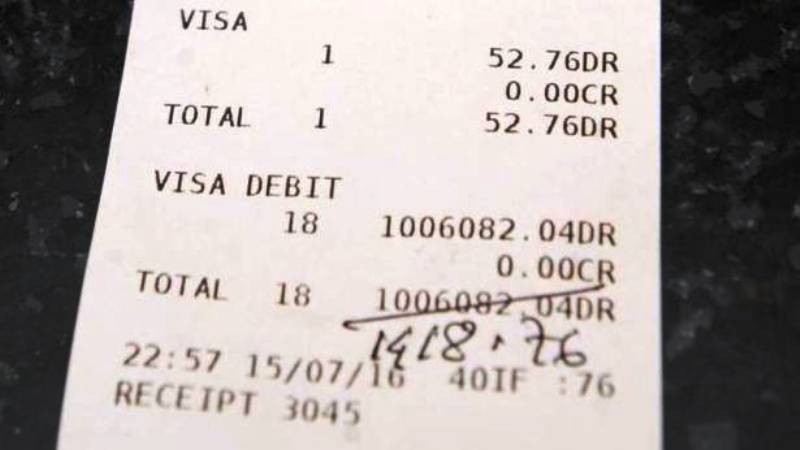 VISA
1 52.76DR
0.00CR
TOTAL 1 52.76DR
VISA DEBIT
18 1006082.04DR
0.00CR
TOTAL 18 1006082.04DR
1418.76
22:57 15/07/16 40IF :76
RECEIPT 3045